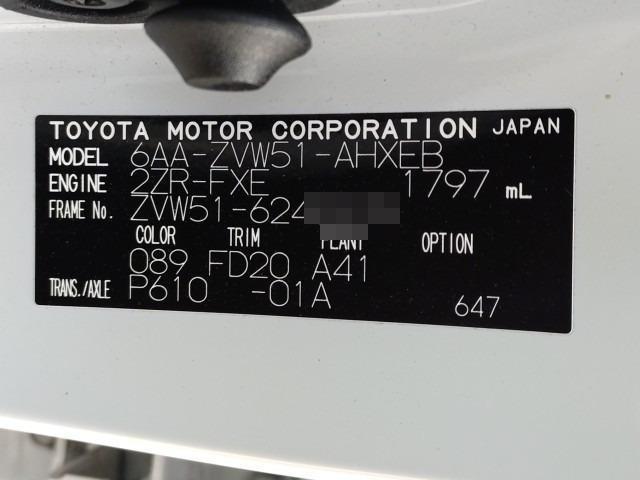 TOYOTA MOTOR CORPORATION JAPAN
MODEL 6AA-ZVW51-AHXEB
ENGINE 2ZR-FXE 1797 mL
FRAME No. ZVW51-624
COLOR TRIM PLANT OPTION
089 FD20 A41
TRANS./AXLE P610 -01A 647